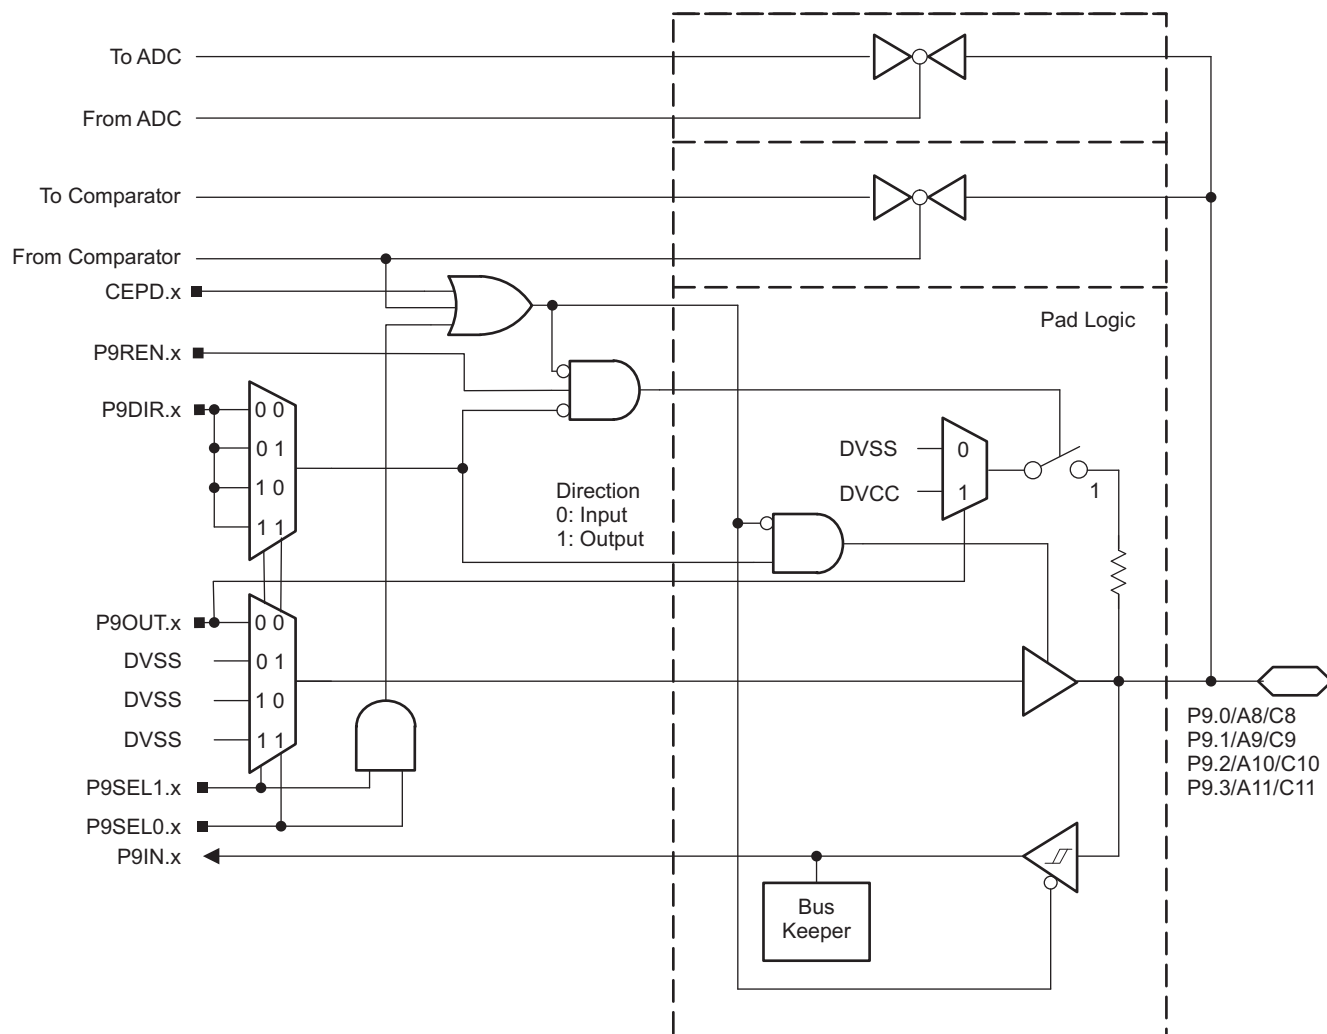 To ADC
From ADC
To Comparator
From Comparator
CEPD.x
Pad Logic
P9REN.x
P9DIR.x
0 0
0 1
1 0
1 1
Direction
0: Input
1: Output
DVSS
0
DVCC
1
1
P9OUT.x
0 0
DVSS
0 1
DVSS
1 0
DVSS
1 1
P9.0/A8/C8
P9.1/A9/C9
P9.2/A10/C10
P9.3/A11/C11
P9SEL1.x
P9SEL0.x
P9IN.x
Bus
Keeper